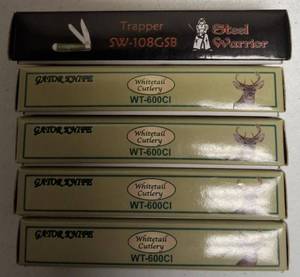 Trapper
SW-108GSB
Steel
Warrior
GATOR KNIFE
Whitetail
Cutlery
WT-600CI
GATOR KNIFE
Whitetail
Cutlery
WT-600CI
GATOR KNIFE
Whitetail
Cutlery
WT-600CI
GATOR KNIFE
Whitetail
Cutlery
WT-600CI